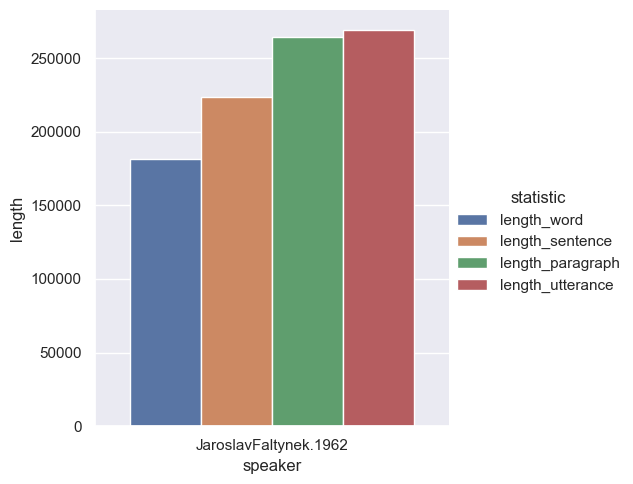 250000
200000
150000
100000
50000
0
length
JaroslavFaltynek.1962
speaker
statistic
length_word
length_sentence
length_paragraph
length_utterance